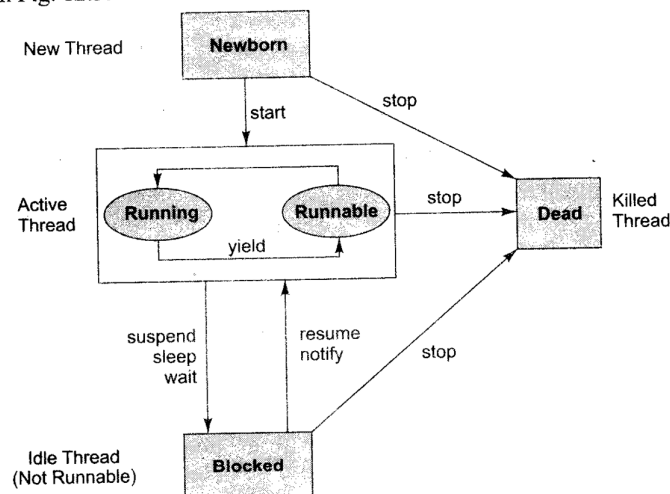 New Thread
Newborn
start
stop
Active
Thread
Running
Runnable
yield
stop
Dead
Killed
Thread
suspend
sleep
wait
resume
notify
stop
Idle Thread
(Not Runnable)
Blocked